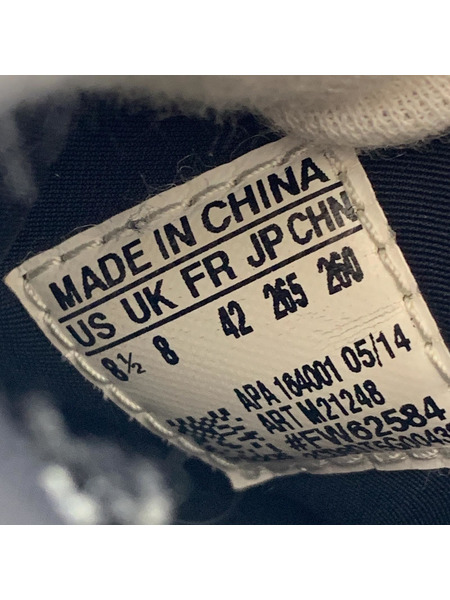 MADE IN CHINA
US UK FR JP CHN
8½ 8 42 265 260
APA 164001 05/14
ART M21248
#FW62584